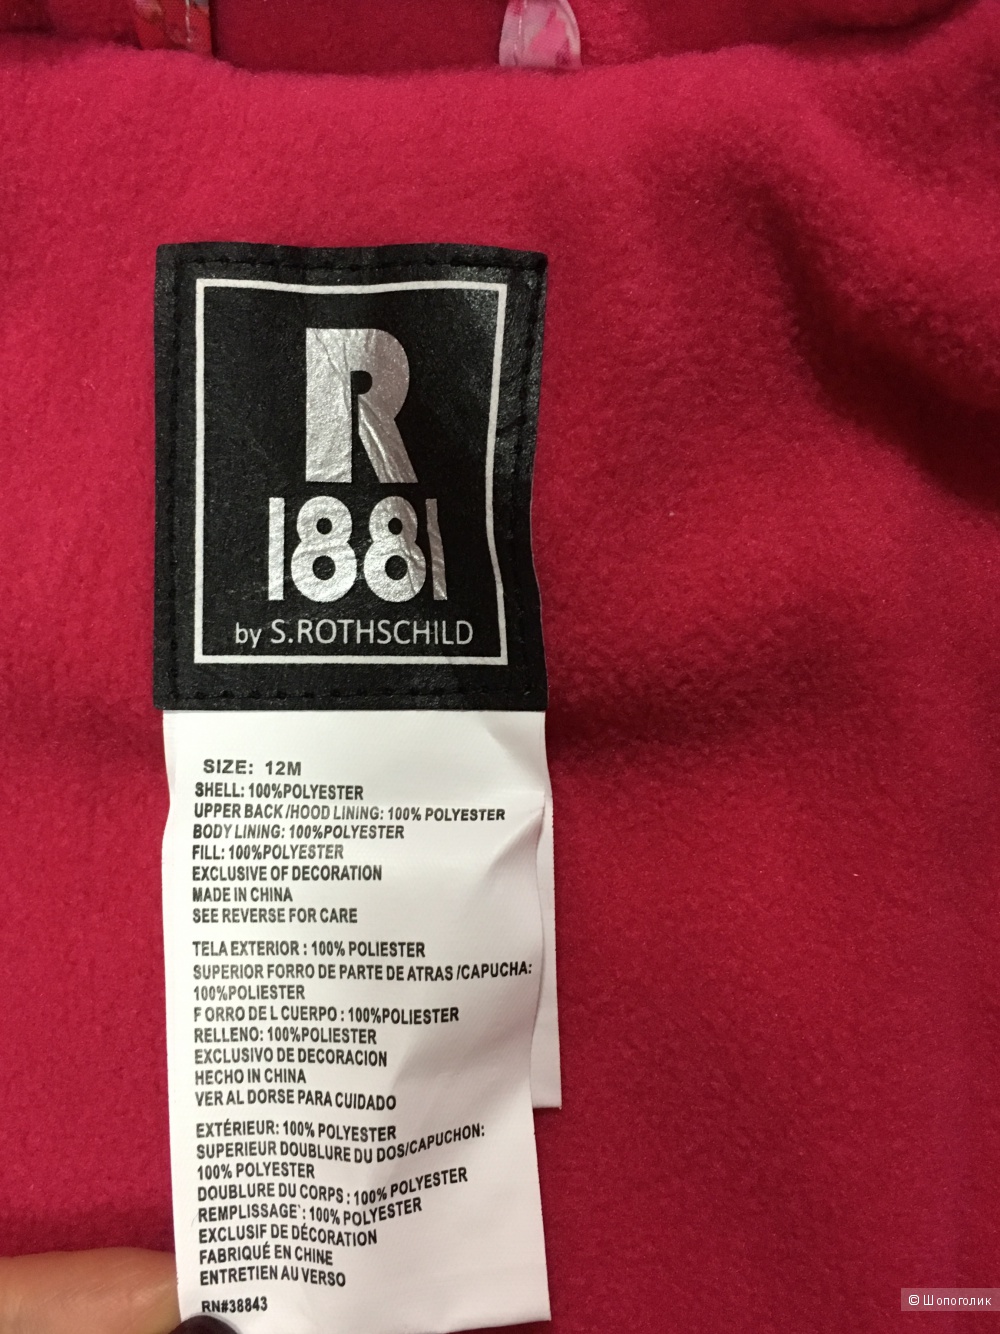 R
1881
by S.ROTHSCHILD
SIZE: 12M
SHELL: 100%POLYESTER
UPPER BACK/HOOD LINING: 100% POLYESTER
BODY LINING: 100%POLYESTER
FILL: 100%POLYESTER
EXCLUSIVE OF DECORATION
MADE IN CHINA
SEE REVERSE FOR CARE
TELA EXTERIOR : 100% POLIESTER
SUPERIOR FORRO DE PARTE DE ATRAS /CAPUCHA:
100%POLIESTER
FORRO DE L CUERPO : 100%POLIESTER
RELLENO: 100%POLIESTER
EXCLUSIVO DE DECORACION
HECHO IN CHINA
VER AL DORSE PARA CUIDADO
EXTÉRIEUR: 100% POLYESTER
SUPERIEUR DOUBLURE DU DOS/CAPUCHON:
100% POLYESTER
DOUBLURE DU CORPS : 100% POLYESTER
REMPLISSAGE : 100% POLYESTER
EXCLUSIF DE DÉCORATION
FABRIQUÉ EN CHINE
ENTRETIEN AU VERSO
RN#38843
© Шопоголик